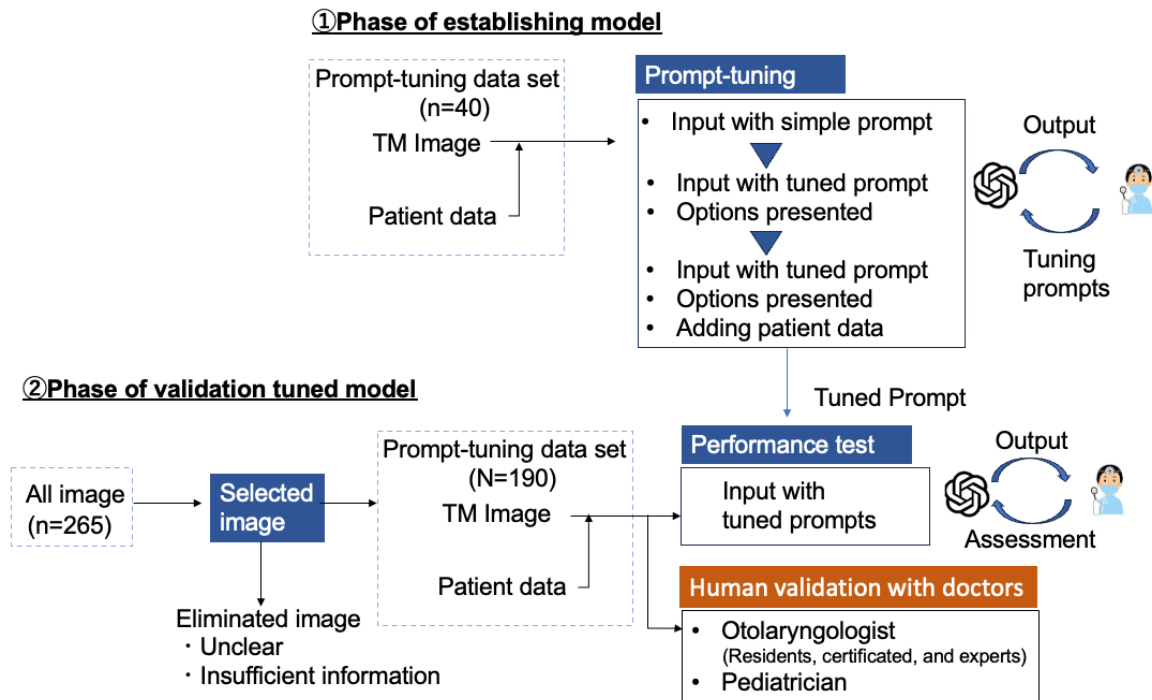 ①Phase of establishing model
Prompt-tuning data set
(n=40)
TM Image
Patient data
Prompt-tuning
• Input with simple prompt
• Input with tuned prompt
• Options presented
• Input with tuned prompt
• Options presented
• Adding patient data
Output
Tuning
prompts
②Phase of validation tuned model
Tuned Prompt
All image
(n=265)
Selected
image
Eliminated image
・Unclear
・Insufficient information
Prompt-tuning data set
(N=190)
TM Image
Patient data
Performance test
Input with
tuned prompts
Output
Assessment
Human validation with doctors
• Otolaryngologist
(Residents, certificated, and experts)
• Pediatrician